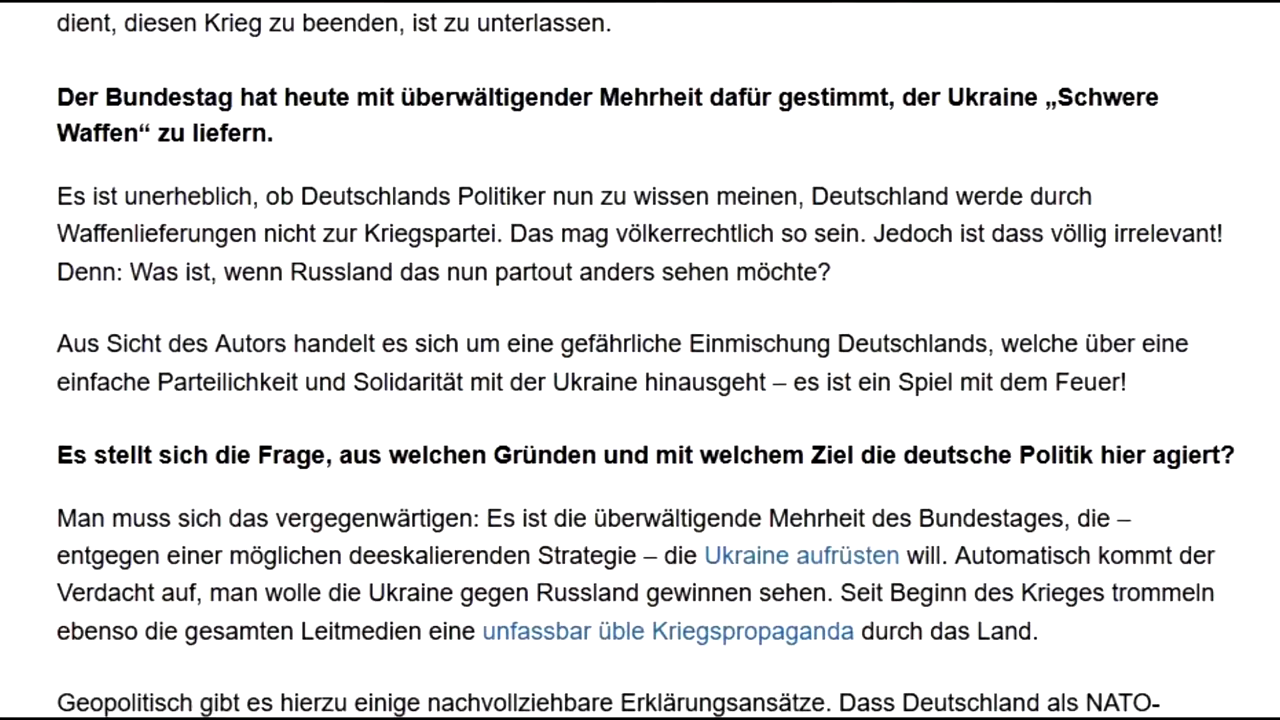 dient, diesen Krieg zu beenden, ist zu unterlassen.
Der Bundestag hat heute mit überwältigender Mehrheit dafür gestimmt, der Ukraine „Schwere
Waffen“ zu liefern.
Es ist unerheblich, ob Deutschlands Politiker nun zu wissen meinen, Deutschland werde durch
Waffenlieferungen nicht zur Kriegspartei. Das mag völkerrechtlich so sein. Jedoch ist dass völlig irrelevant!
Denn: Was ist, wenn Russland das nun partout anders sehen möchte?
Aus Sicht des Autors handelt es sich um eine gefährliche Einmischung Deutschlands, welche über eine
einfache Parteilichkeit und Solidarität mit der Ukraine hinausgeht – es ist ein Spiel mit dem Feuer!
Es stellt sich die Frage, aus welchen Gründen und mit welchem Ziel die deutsche Politik hier agiert?
Man muss sich das vergegenwärtigen: Es ist die überwältigende Mehrheit des Bundestages, die –
entgegen einer möglichen deeskalierenden Strategie – die Ukraine aufrüsten will. Automatisch kommt der
Verdacht auf, man wolle die Ukraine gegen Russland gewinnen sehen. Seit Beginn des Krieges trommeln
ebenso die gesamten Leitmedien eine unfassbar üble Kriegspropaganda durch das Land.
Geopolitisch gibt es hierzu einige nachvollziehbare Erklärungsansätze. Dass Deutschland als NATO-